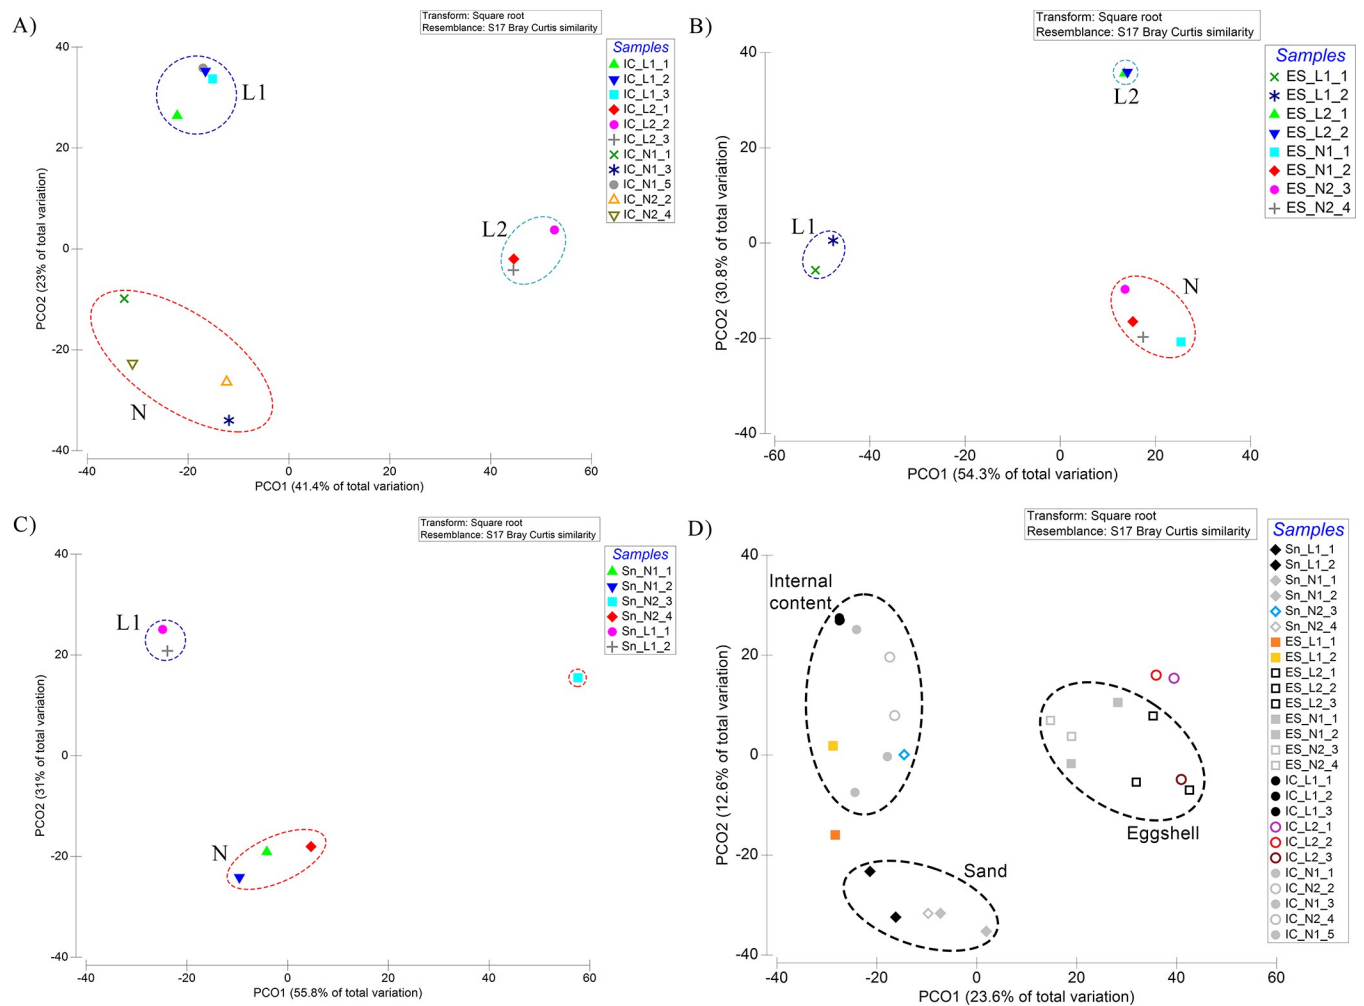 A)
Transform: Square root
Resemblance: S17 Bray Curtis similarity
Samples
IC_L1_1
IC_L1_2
IC_L1_3
IC_L2_1
IC_L2_2
IC_L2_3
IC_N1_1
IC_N1_3
IC_N1_5
IC_N2_2
IC_N2_4
L1
L2
N
40
20
0
-20
-40
PCO2 (23% of total variation)
-40
-20
0
20
40
60
PCO1 (41.4% of total variation)
B)
Transform: Square root
Resemblance: S17 Bray Curtis similarity
Samples
ES_L1_1
ES_L1_2
ES_L2_1
ES_L2_2
ES_N1_1
ES_N1_2
ES_N2_3
ES_N2_4
L2
L1
N
40
20
0
-20
-40
PCO2 (30.8% of total variation)
-60
-40
-20
0
20
40
PCO1 (54.3% of total variation)
C)
Transform: Square root
Resemblance: S17 Bray Curtis similarity
Samples
Sn_N1_1
Sn_N1_2
Sn_N2_3
Sn_N2_4
Sn_L1_1
Sn_L1_2
L1
N
40
20
0
-20
-40
PCO2 (31% of total variation)
-40
-20
0
20
40
60
PCO1 (55.8% of total variation)
D)
Transform: Square root
Resemblance: S17 Bray Curtis similarity
Samples
Sn_L1_1
Sn_L1_2
Sn_N1_1
Sn_N1_2
Sn_N2_3
Sn_N2_4
ES_L1_1
ES_L1_2
ES_L2_1
ES_L2_2
ES_L2_3
ES_N1_1
ES_N1_2
ES_N2_3
ES_N2_4
IC_L1_1
IC_L1_2
IC_L1_3
IC_L2_1
IC_L2_2
IC_L2_3
IC_N1_1
IC_N2_2
IC_N1_3
IC_N2_4
IC_N1_5
Internal
content
Eggshell
Sand
40
20
0
-20
-40
PCO2 (12.6% of total variation)
-40
-20
0
20
40
60
PCO1 (23.6% of total variation)